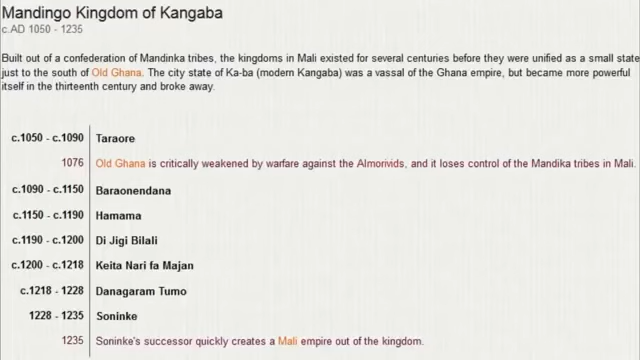 Mandingo Kingdom of Kangaba
c.AD 1050 - 1235
Built out of a confederation of Mandinka tribes, the kingdoms in Mali existed for several centuries before they were unified as a small state
just to the south of Old Ghana. The city state of Ka-ba (modern Kangaba) was a vassal of the Ghana empire, but became more powerful
itself in the thirteenth century and broke away.
c.1050 - c.1090 Taraore
1076 Old Ghana is critically weakened by warfare against the Almorivids, and it loses control of the Mandika tribes in Mali.
c.1090 - c.1150 Baraonendana
c.1150 - c.1190 Hamama
c.1190 - c.1200 Di Jigi Bilali
c.1200 - c.1218 Keita Nari fa Majan
c.1218 - 1228 Danagaram Tumo
1228 - 1235 Soninke
1235 Soninke's successor quickly creates a Mali empire out of the kingdom.